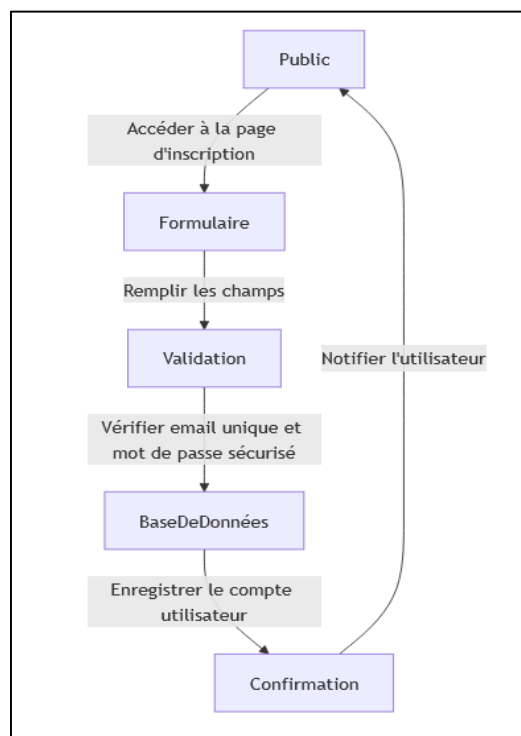 Public
Accéder à la page
d'inscription
Formulaire
Remplir les champs
Validation
Notifier l'utilisateur
Vérifier email unique et
mot de passe sécurisé
BaseDeDonnées
Enregistrer le compte
utilisateur
Confirmation